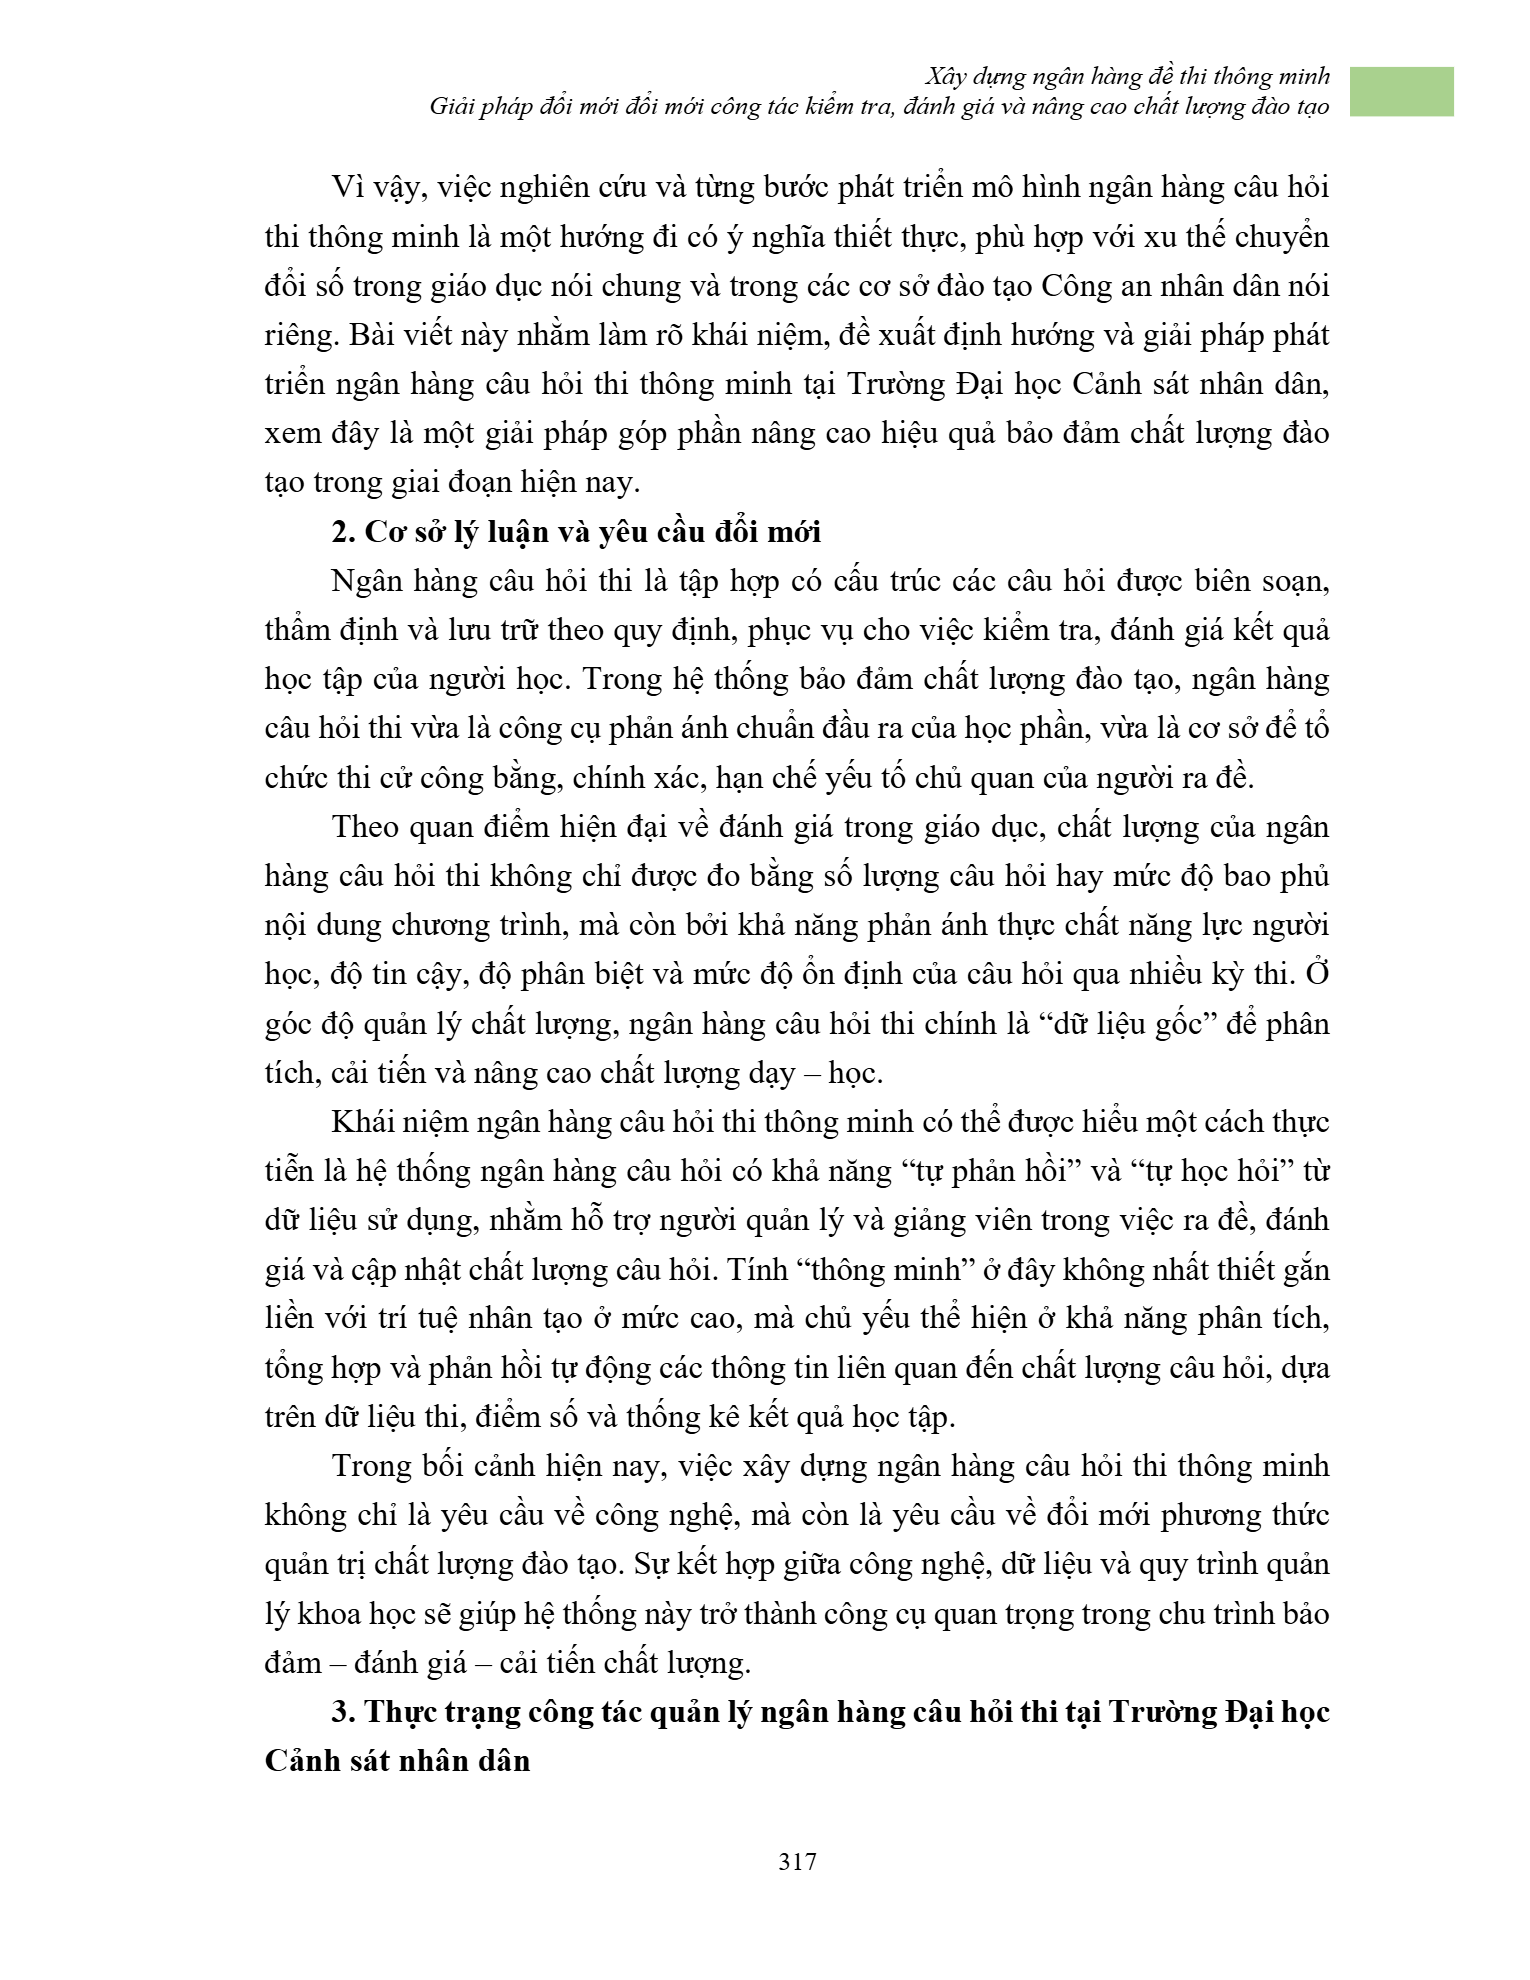 Xây dựng ngân hàng đề thi thông minh
Giải pháp đổi mới đổi mới công tác kiểm tra, đánh giá và nâng cao chất lượng đào tạo
Vì vậy, việc nghiên cứu và từng bước phát triển mô hình ngân hàng câu hỏi
thi thông minh là một hướng đi có ý nghĩa thiết thực, phù hợp với xu thế chuyển
đổi số trong giáo dục nói chung và trong các cơ sở đào tạo Công an nhân dân nói
riêng. Bài viết này nhằm làm rõ khái niệm, đề xuất định hướng và giải pháp phát
triển ngân hàng câu hỏi thi thông minh tại Trường Đại học Cảnh sát nhân dân,
xem đây là một giải pháp góp phần nâng cao hiệu quả bảo đảm chất lượng đào
tạo trong giai đoạn hiện nay.
2. Cơ sở lý luận và yêu cầu đổi mới
Ngân hàng câu hỏi thi là tập hợp có cấu trúc các câu hỏi được biên soạn,
thẩm định và lưu trữ theo quy định, phục vụ cho việc kiểm tra, đánh giá kết quả
học tập của người học. Trong hệ thống bảo đảm chất lượng đào tạo, ngân hàng
câu hỏi thi vừa là công cụ phản ánh chuẩn đầu ra của học phần, vừa là cơ sở để tổ
chức thi cử công bằng, chính xác, hạn chế yếu tố chủ quan của người ra đề.
Theo quan điểm hiện đại về đánh giá trong giáo dục, chất lượng của ngân
hàng câu hỏi thi không chỉ được đo bằng số lượng câu hỏi hay mức độ bao phủ
nội dung chương trình, mà còn bởi khả năng phản ánh thực chất năng lực người
học, độ tin cậy, độ phân biệt và mức độ ổn định của câu hỏi qua nhiều kỳ thi. Ở
góc độ quản lý chất lượng, ngân hàng câu hỏi thi chính là “dữ liệu gốc” để phân
tích, cải tiến và nâng cao chất lượng dạy – học.
Khái niệm ngân hàng câu hỏi thi thông minh có thể được hiểu một cách thực
tiễn là hệ thống ngân hàng câu hỏi có khả năng “tự phản hồi” và “tự học hỏi” từ
dữ liệu sử dụng, nhằm hỗ trợ người quản lý và giảng viên trong việc ra đề, đánh
giá và cập nhật chất lượng câu hỏi. Tính “thông minh” ở đây không nhất thiết gắn
liền với trí tuệ nhân tạo ở mức cao, mà chủ yếu thể hiện ở khả năng phân tích,
tổng hợp và phản hồi tự động các thông tin liên quan đến chất lượng câu hỏi, dựa
trên dữ liệu thi, điểm số và thống kê kết quả học tập.
Trong bối cảnh hiện nay, việc xây dựng ngân hàng câu hỏi thi thông minh
không chỉ là yêu cầu về công nghệ, mà còn là yêu cầu về đổi mới phương thức
quản trị chất lượng đào tạo. Sự kết hợp giữa công nghệ, dữ liệu và quy trình quản
lý khoa học sẽ giúp hệ thống này trở thành công cụ quan trọng trong chu trình bảo
đảm – đánh giá – cải tiến chất lượng.
3. Thực trạng công tác quản lý ngân hàng câu hỏi thi tại Trường Đại học
Cảnh sát nhân dân
317